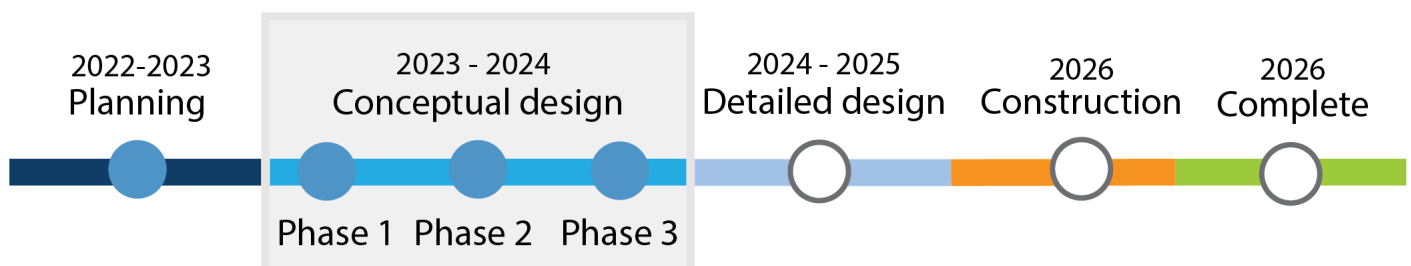 2022-2023
Planning
2023 - 2024
Conceptual design
Phase 1
Phase 2
Phase 3
2024 - 2025
Detailed design
2026
Construction
2026
Complete